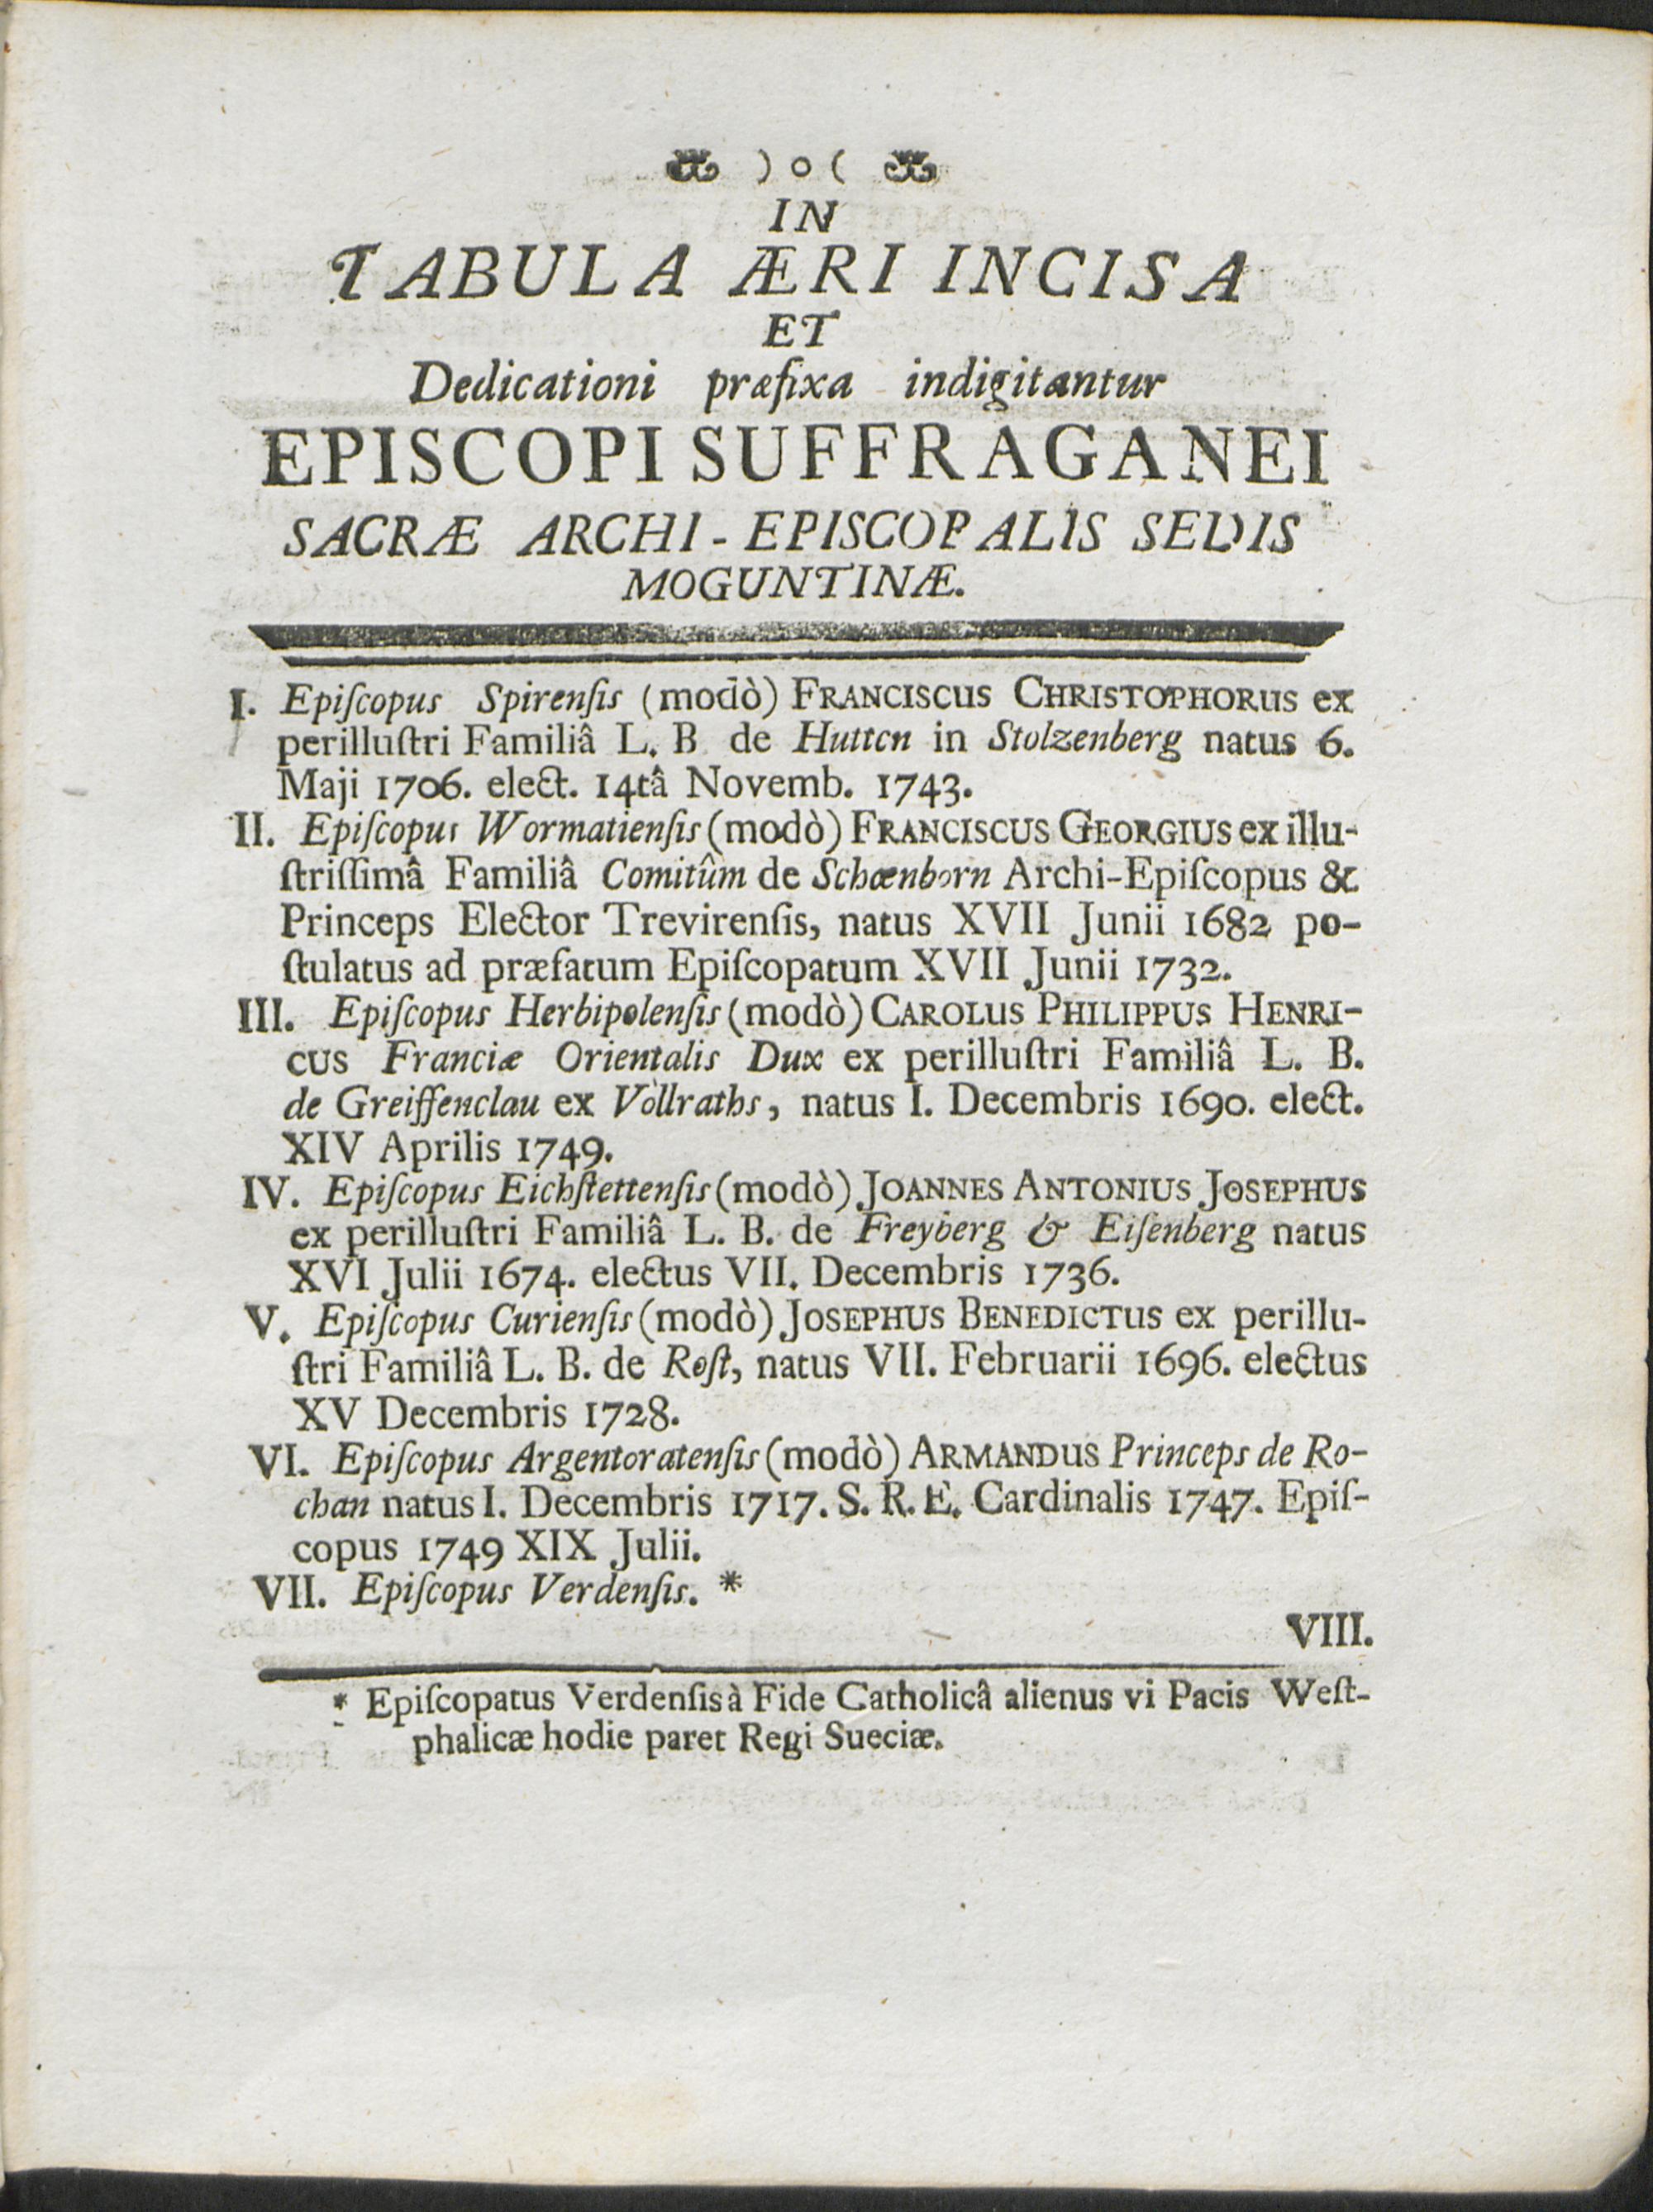 ) o (
IN
TABULA ÆRI INCISA
ET
Dedicationi præfixa indigitantur
EPISCOPI SUFFRAGANEI
SACRÆ ARCHI-EPISCOPALIS SEDIS
MOGUNTINÆ.
I. Epiſcopus Spirenſis (modò) FRANCISCUS CHRISTOPHORUS ex
perilluſtri Familiâ L. B de Hutten in Stolzenberg natus 6.
Maji 1706. elect. 14tâ Novemb. 1743.
II. Epiſcopus Wormatienſis (modò) FRANCISCUS GEORGIUS ex illu-
ſtriſſimâ Familiâ Comitûm de Schœnborn Archi-Epiſcopus &
Princeps Elector Trevirenſis, natus XVII Junii 1682 po-
ſtulatus ad præfatum Epiſcopatum XVII Junii 1732.
III. Epiſcopus Herbipolenſis (modò) CAROLUS PHILIPPUS HENRI-
CUS Franciæ Orientalis Dux ex perilluſtri Familiâ L. B.
de Greiffenclau ex Vòllraths, natus I. Decembris 1690. elect.
XIV Aprilis 1749.
IV. Epiſcopus Eichſtettenſis (modò) JOANNES ANTONIUS JOSEPHUS
ex perilluſtri Familiâ L. B. de Freyberg & Eiſenberg natus
XVI Julii 1674. electus VII. Decembris 1736.
V. Epiſcopus Curienſis (modò) JOSEPHUS BENEDICTUS ex perillu-
ſtri Familiâ L. B. de Roſt, natus VII. Februarii 1696. electus
XV Decembris 1728.
VI. Epiſcopus Argentoratenſis (modò) ARMANDUS Princeps de Ro-
chan natus I. Decembris 1717. S. R. E. Cardinalis 1747. Epiſ-
copus 1749 XIX Julii.
VII. Epiſcopus Verdenſis. *
VIII.
* Epiſcopatus Verdenſis à Fide Catholicâ alienus vi Pacis Weſt-
phalicæ hodie paret Regi Sueciæ.